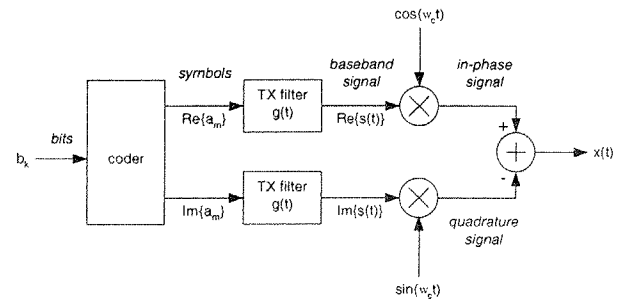 cos(w_c t)
symbols
baseband
signal
in-phase
signal
TX filter
g(t)
Re{a_m}
Re{s(t)}
bits
b_k
coder
+
-
x(t)
TX filter
g(t)
Im{a_m}
Im{s(t)}
quadrature
signal
sin(w_c t)